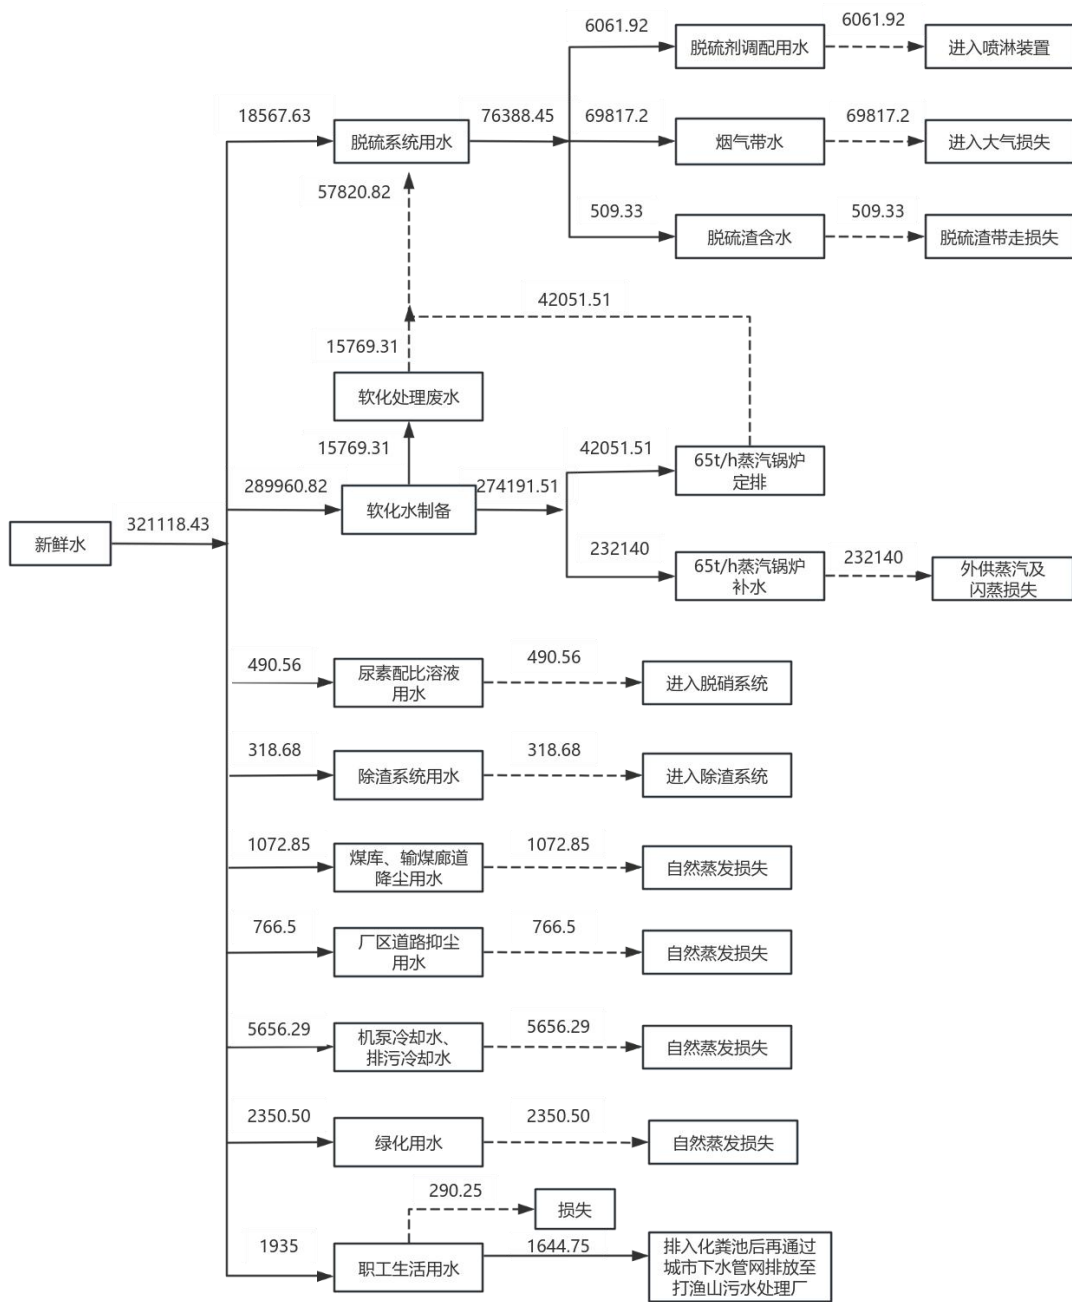 6061.92
脱硫剂调配用水
6061.92
进入喷淋装置
18567.63
脱硫系统用水
76388.45
69817.2
烟气带水
69817.2
进入大气损失
57820.82
509.33
脱硫渣含水
509.33
脱硫渣带走损失
42051.51
15769.31
软化处理废水
15769.31
42051.51
65t/h蒸汽锅炉
定排
289960.82
软化水制备
274191.51
新鲜水
321118.43
232140
65t/h蒸汽锅炉
补水
232140
外供蒸汽及
闪蒸损失
490.56
尿素配比溶液
用水
490.56
进入脱硝系统
318.68
除渣系统用水
318.68
进入除渣系统
1072.85
煤库、输煤廊道
降尘用水
1072.85
自然蒸发损失
766.5
厂区道路抑尘
用水
766.5
自然蒸发损失
5656.29
机泵冷却水、
排污冷却水
5656.29
自然蒸发损失
2350.50
绿化用水
2350.50
自然蒸发损失
290.25
损失
1935
职工生活用水
1644.75
排入化粪池后再通过
城市下水管网排放至
打渔山污水处理厂